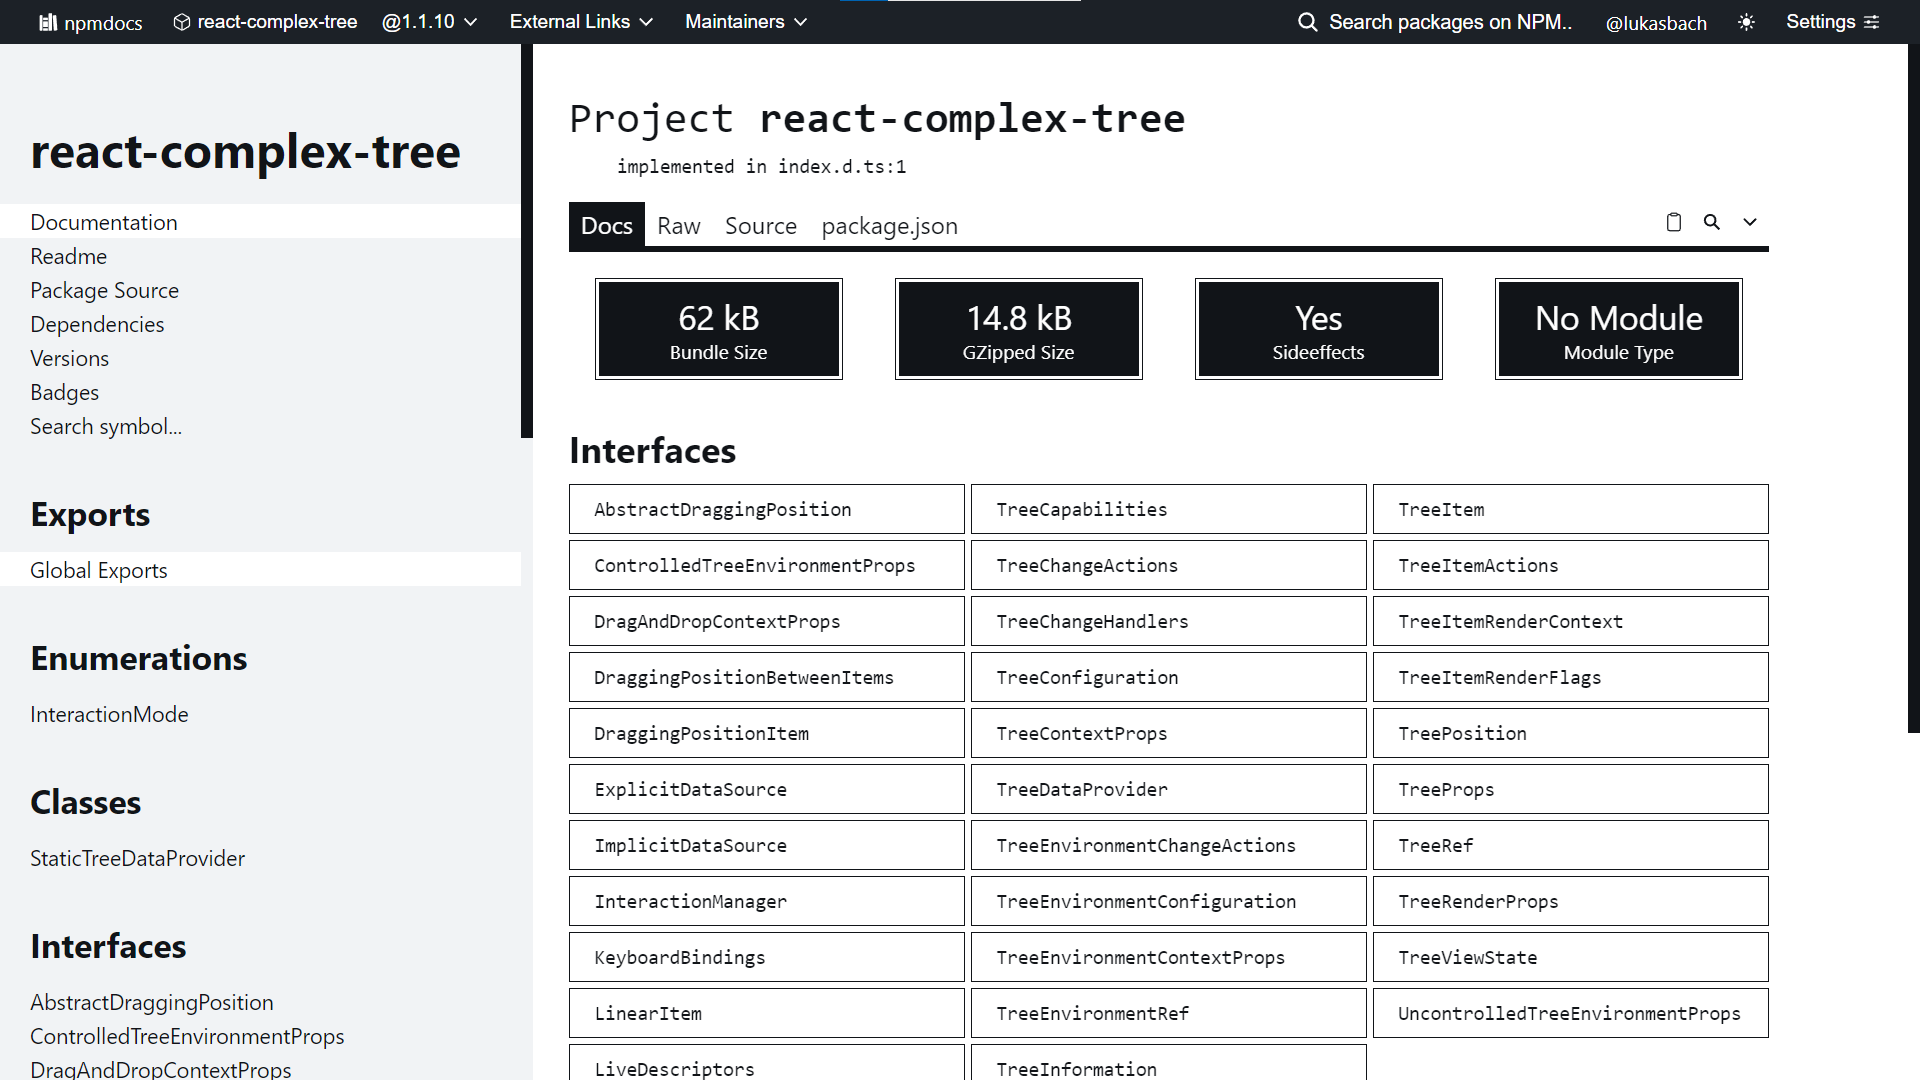 npmdocs react-complex-tree @1.1.10 External Links Maintainers Search packages on NPM.. @lukasbach Settings
react-complex-tree
Documentation
Readme
Package Source
Dependencies
Versions
Badges
Search symbol...
Exports
Global Exports
Enumerations
InteractionMode
Classes
StaticTreeDataProvider
Interfaces
AbstractDraggingPosition
ControlledTreeEnvironmentProps
DragAndDropContextProps
Project react-complex-tree
implemented in index.d.ts:1
Docs Raw Source package.json
62 kB
Bundle Size
14.8 kB
GZipped Size
Yes
Sideeffects
No Module
Module Type
Interfaces
AbstractDraggingPosition TreeCapabilities TreeItem
ControlledTreeEnvironmentProps TreeChangeActions TreeItemActions
DragAndDropContextProps TreeChangeHandlers TreeItemRenderContext
DraggingPositionBetweenItems TreeConfiguration TreeItemRenderFlags
DraggingPositionItem TreeContextProps TreePosition
ExplicitDataSource TreeDataProvider TreeProps
ImplicitDataSource TreeEnvironmentChangeActions TreeRef
InteractionManager TreeEnvironmentConfiguration TreeRenderProps
KeyboardBindings TreeEnvironmentContextProps TreeViewState
LinearItem TreeEnvironmentRef UncontrolledTreeEnvironmentProps
LiveDescriptors TreeInformation